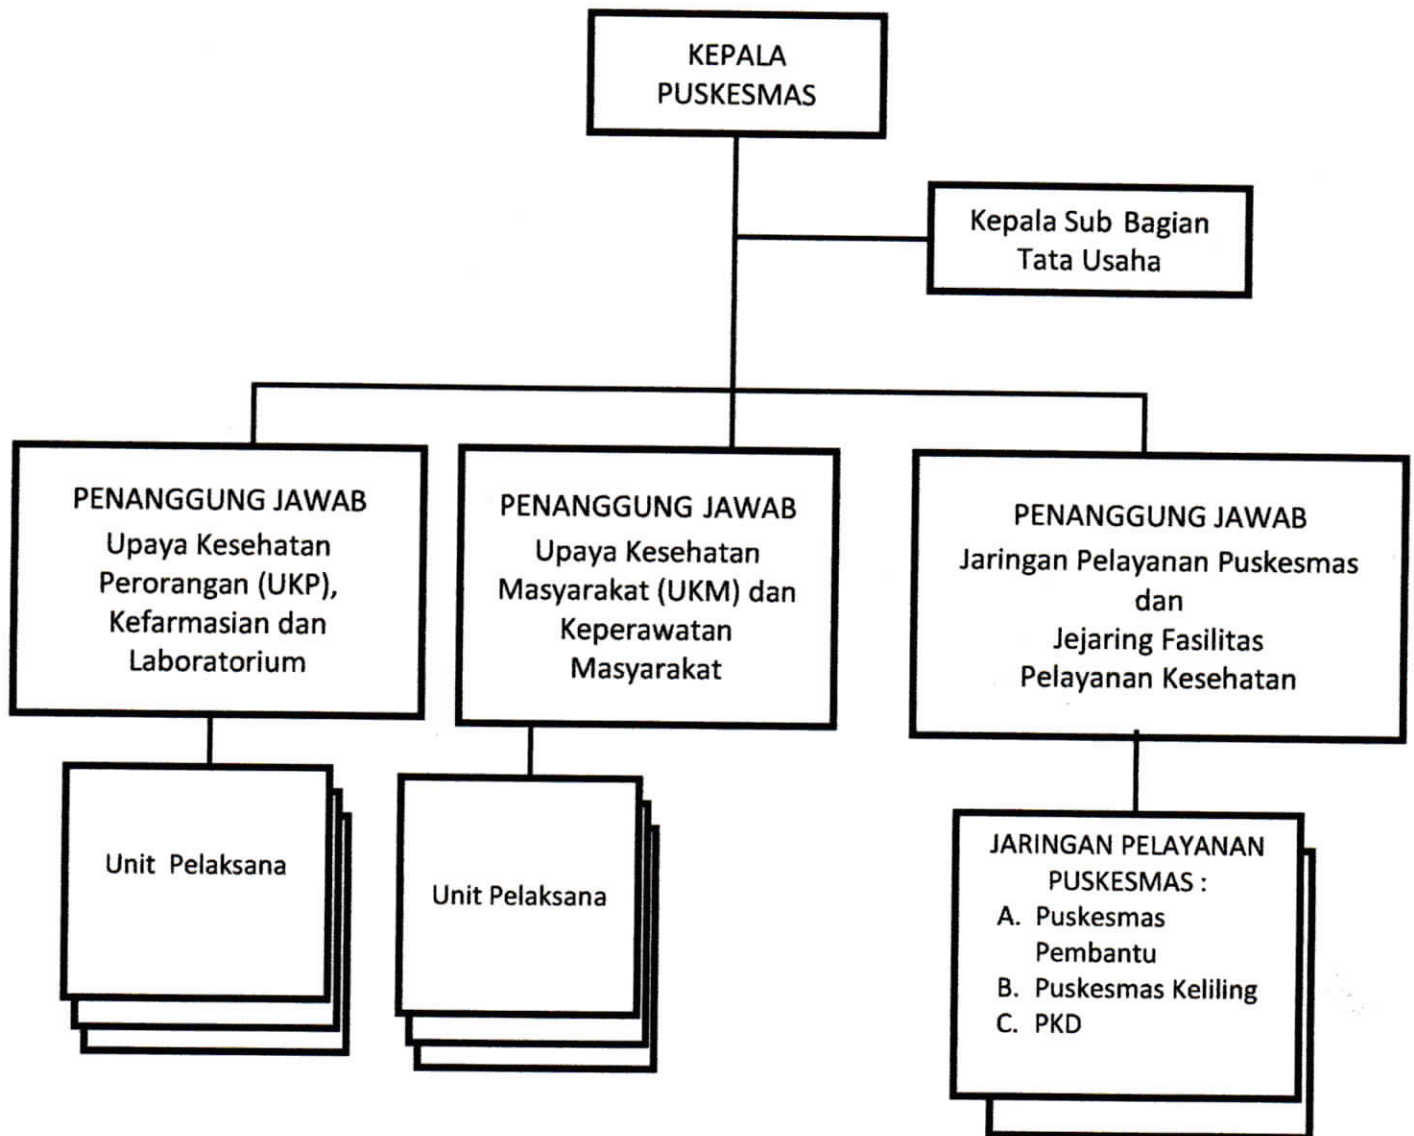 KEPALA
PUSKESMAS
Kepala Sub Bagian
Tata Usaha
PENANGGUNG JAWAB
Upaya Kesehatan
Perorangan (UKP),
Kefarmasian dan
Laboratorium
PENANGGUNG JAWAB
Upaya Kesehatan
Masyarakat (UKM) dan
Keperawatan
Masyarakat
PENANGGUNG JAWAB
Jaringan Pelayanan Puskesmas
dan
Jejaring Fasilitas
Pelayanan Kesehatan
Unit Pelaksana
Unit Pelaksana
JARINGAN PELAYANAN
PUSKESMAS :
A. Puskesmas
Pembantu
B. Puskesmas Keliling
C. PKD